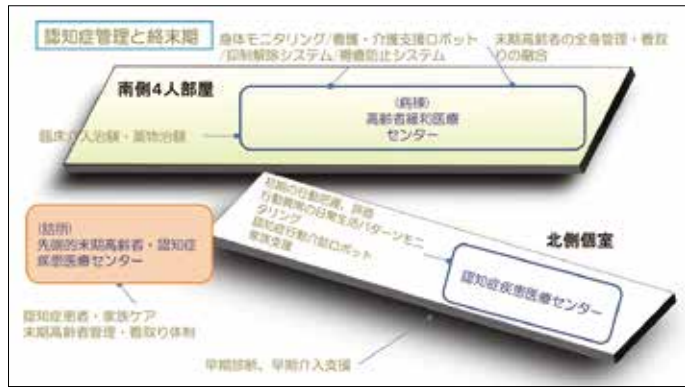 認知症管理と終末期
身体モニタリング/看護・介護支援ロボット
/抑制解除システム/褥瘡防止システム
末期高齢者の全身管理・看取
りの融合
南側4人部屋
(病棟)
高齢者緩和医療
センター
臨床介入治験・薬物治験
初期の行動把握、評価
行動異常の日常生活パターンモニ
タリング
認知症行動介助ロボット
家族支援
(詰所)
先端的末期高齢者・認知症
疾患医療センター
北側個室
認知症疾患医療センター
認知症患者・家族ケア
末期高齢者管理・看取り体制
早期診断、早期介入支援